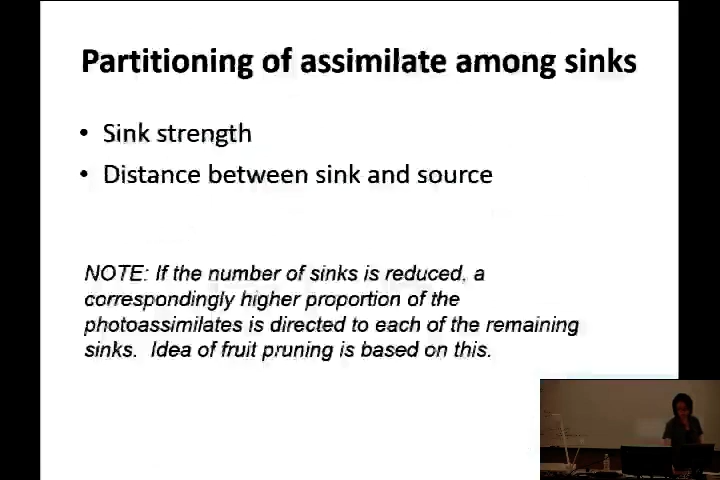 Partitioning of assimilate among sinks
• Sink strength
• Distance between sink and source
NOTE: If the number of sinks is reduced, a
correspondingly higher proportion of the
photoassimilates is directed to each of the remaining
sinks. Idea of fruit pruning is based on this.